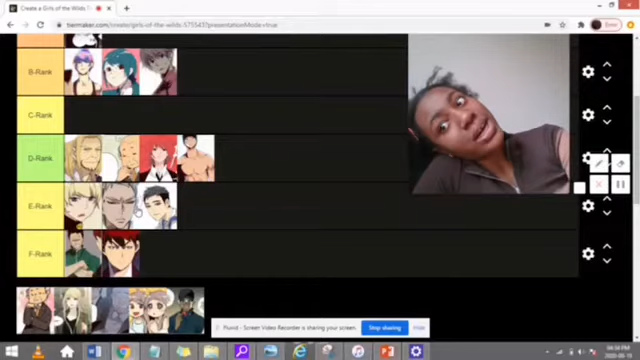 Create a Girls of the Wilds
Error
tiermaker.com/create/girls-of-the-wilds-575543?presentationMode=true
B-Rank
C-Rank
D-Rank
E-Rank
F-Rank
Fluvid - Screen Video Recorder is sharing your screen.
Stop sharing
Hide